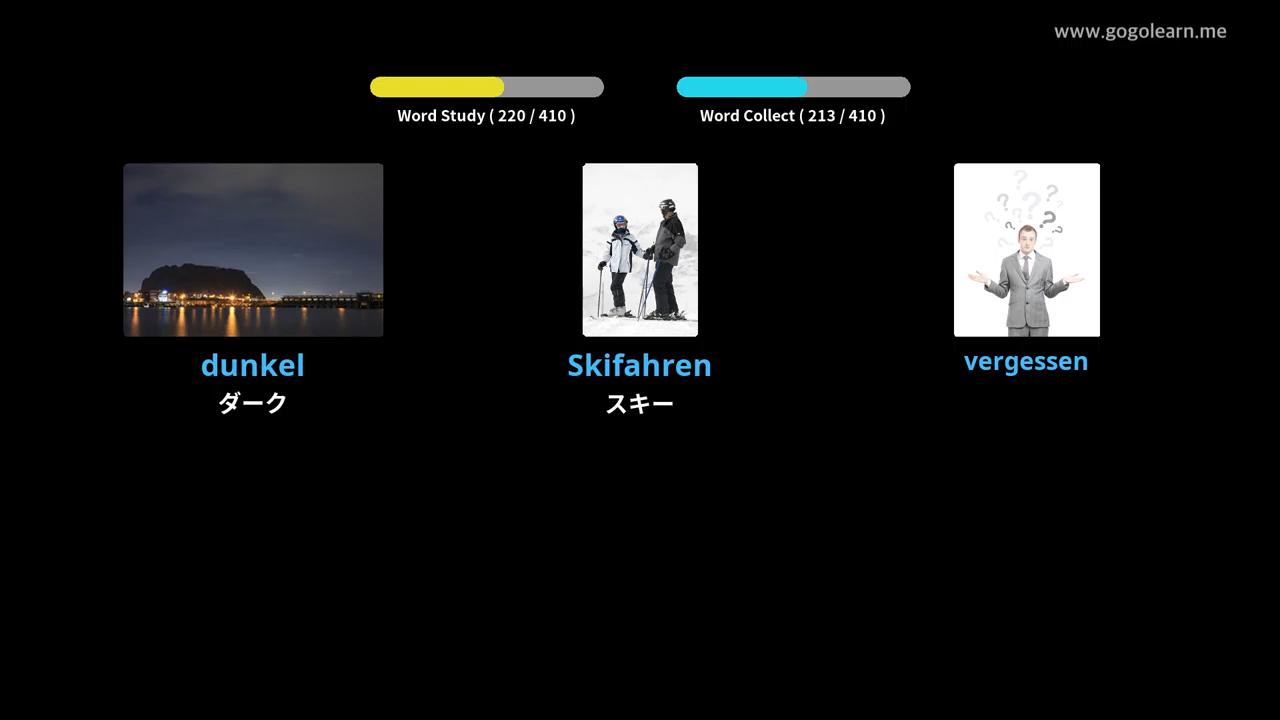 www.gogolearn.me
Word Study ( 220 / 410 )
Word Collect ( 213 / 410 )
dunkel
Skifahren
vergessen
ダーク
スキー